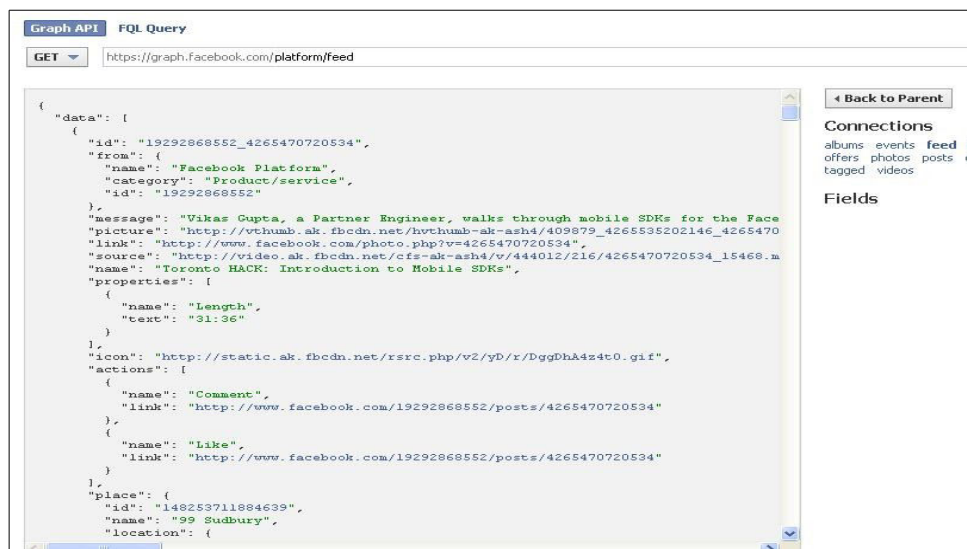 Graph API FQL Query
GET https://graph.facebook.com/platform/feed
{
"data": [
{
"id": "19292868552_4265470720534",
"from": {
"name": "Facebook Platform",
"category": "Product/service",
"id": "19292868552"
},
"message": "Vikas Gupta, a Partner Engineer, walks through mobile SDKs for the Face
"picture": "http://vthumb.ak.fbcdn.net/hvthumb-ak-ash4/409879_4265535202146_4265470
"link": "http://www.facebook.com/photo.php?v=4265470720534",
"source": "http://video.ak.fbcdn.net/cfs-ak-ash4/v/444012/216/4265470720534_15468.m
"name": "Toronto HACK: Introduction to Mobile SDKs",
"properties": [
{
"name": "Length",
"text": "31:36"
}
],
"icon": "http://static.ak.fbcdn.net/rsrc.php/v2/yD/r/DggDhA4z4tO.gif",
"actions": [
{
"name": "Comment",
"link": "http://www.facebook.com/19292868552/posts/4265470720534"
},
{
"name": "Like",
"link": "http://www.facebook.com/19292868552/posts/4265470720534"
}
],
"place": {
"id": "148253711884639",
"name": "99 Sudbury",
"location": {
Back to Parent
Connections
albums events feed
offers photos posts
tagged videos
Fields